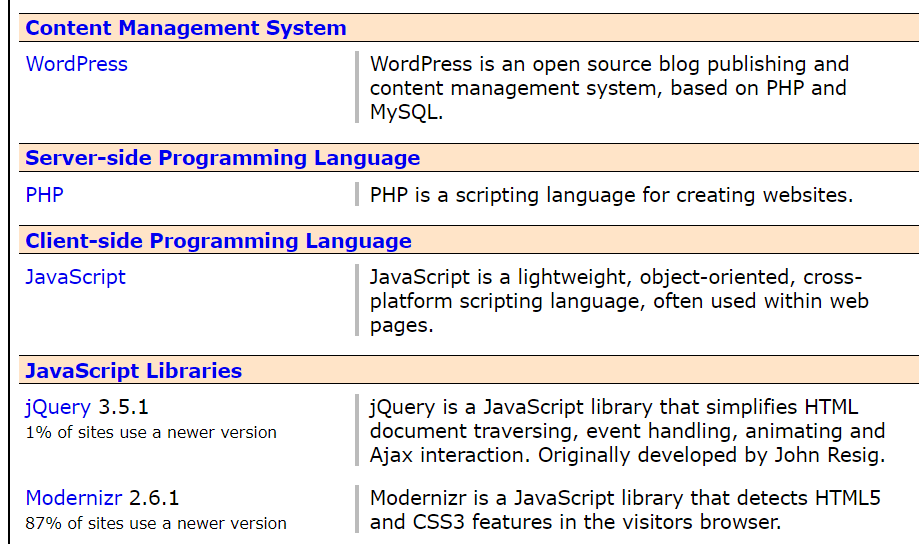 Content Management System
WordPress
WordPress is an open source blog publishing and
content management system, based on PHP and
MySQL.
Server-side Programming Language
PHP
PHP is a scripting language for creating websites.
Client-side Programming Language
JavaScript
JavaScript is a lightweight, object-oriented, cross-
platform scripting language, often used within web
pages.
JavaScript Libraries
jQuery 3.5.1
1% of sites use a newer version
jQuery is a JavaScript library that simplifies HTML
document traversing, event handling, animating and
Ajax interaction. Originally developed by John Resig.
Modernizr 2.6.1
87% of sites use a newer version
Modernizr is a JavaScript library that detects HTML5
and CSS3 features in the visitors browser.